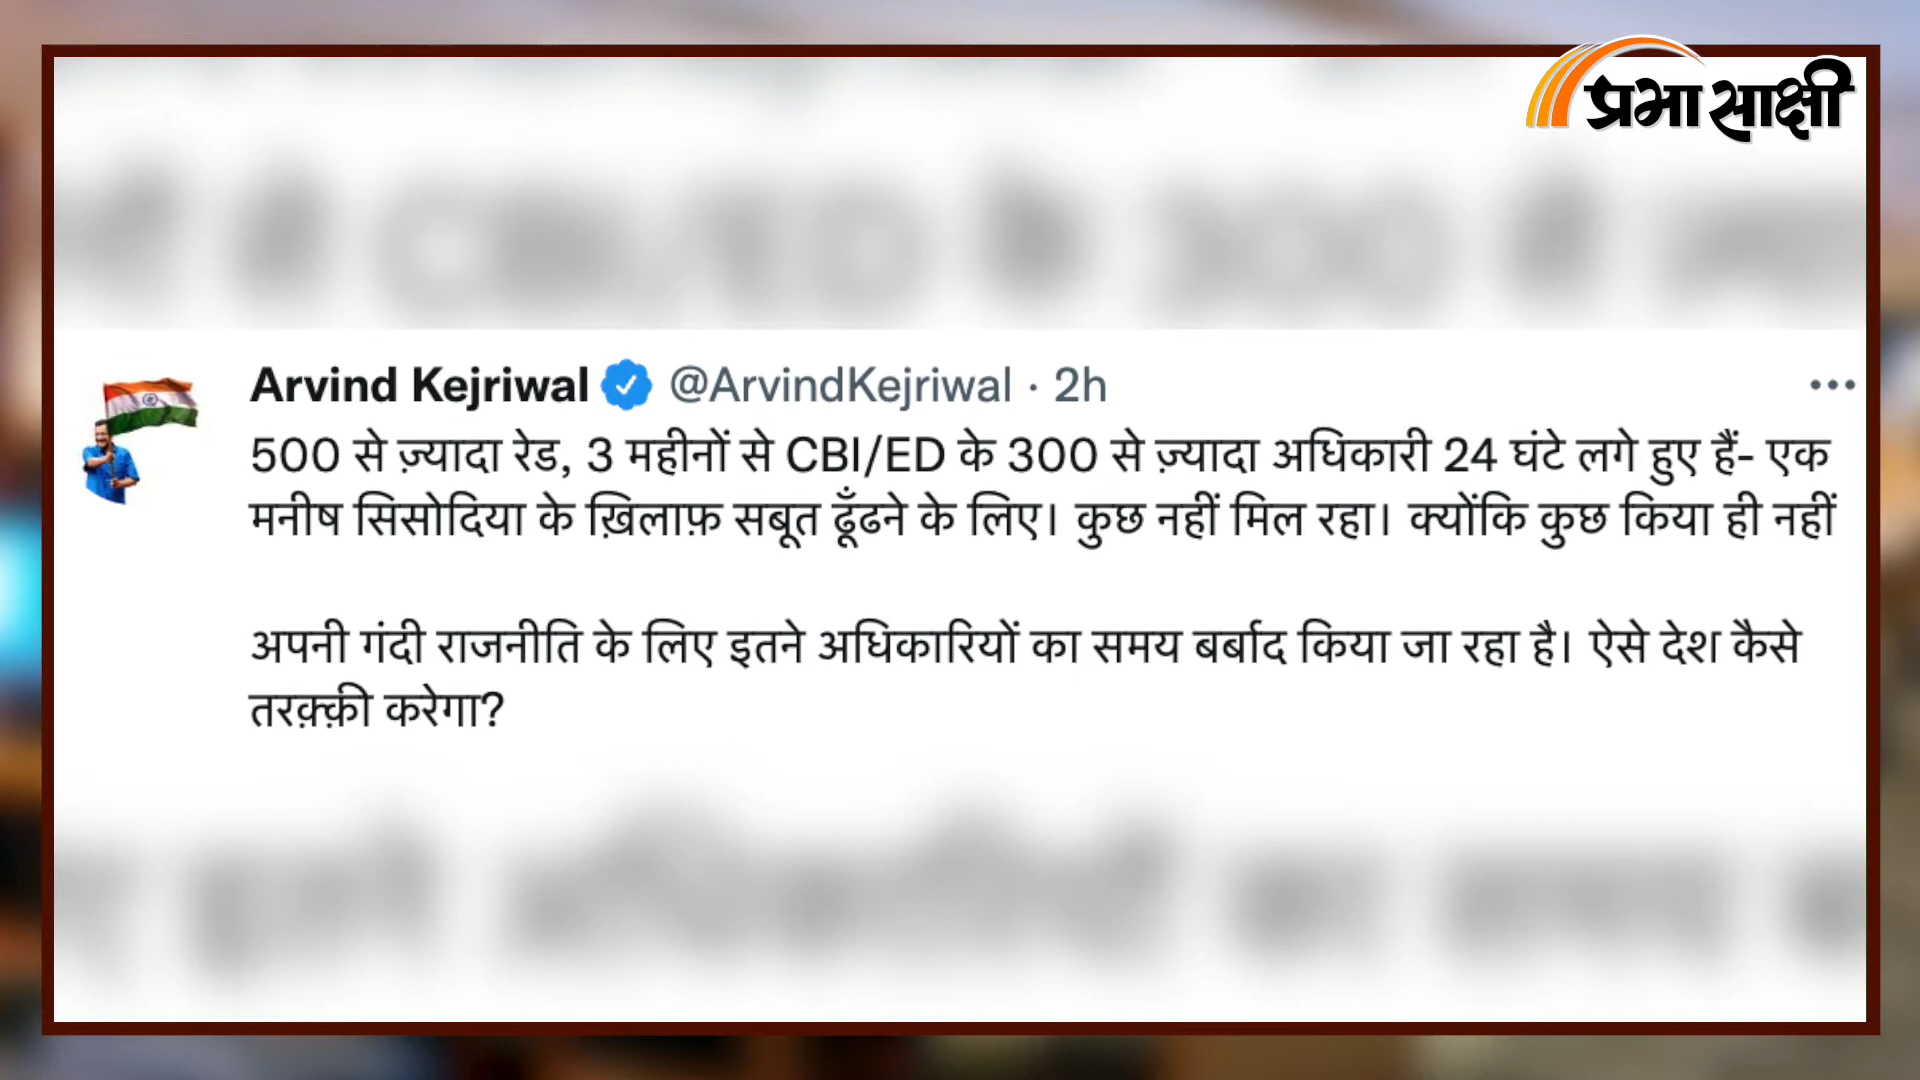 प्रभा साक्षी
Arvind Kejriwal @ArvindKejriwal · 2h
500 से ज़्यादा रेड, 3 महीनों से CBI/ED के 300 से ज़्यादा अधिकारी 24 घंटे लगे हुए हैं- एक
मनीष सिसोदिया के ख़िलाफ़ सबूत ढूँढने के लिए। कुछ नहीं मिल रहा। क्योंकि कुछ किया ही नहीं
अपनी गंदी राजनीति के लिए इतने अधिकारियों का समय बर्बाद किया जा रहा है। ऐसे देश कैसे
तरक़्क़ी करेगा?